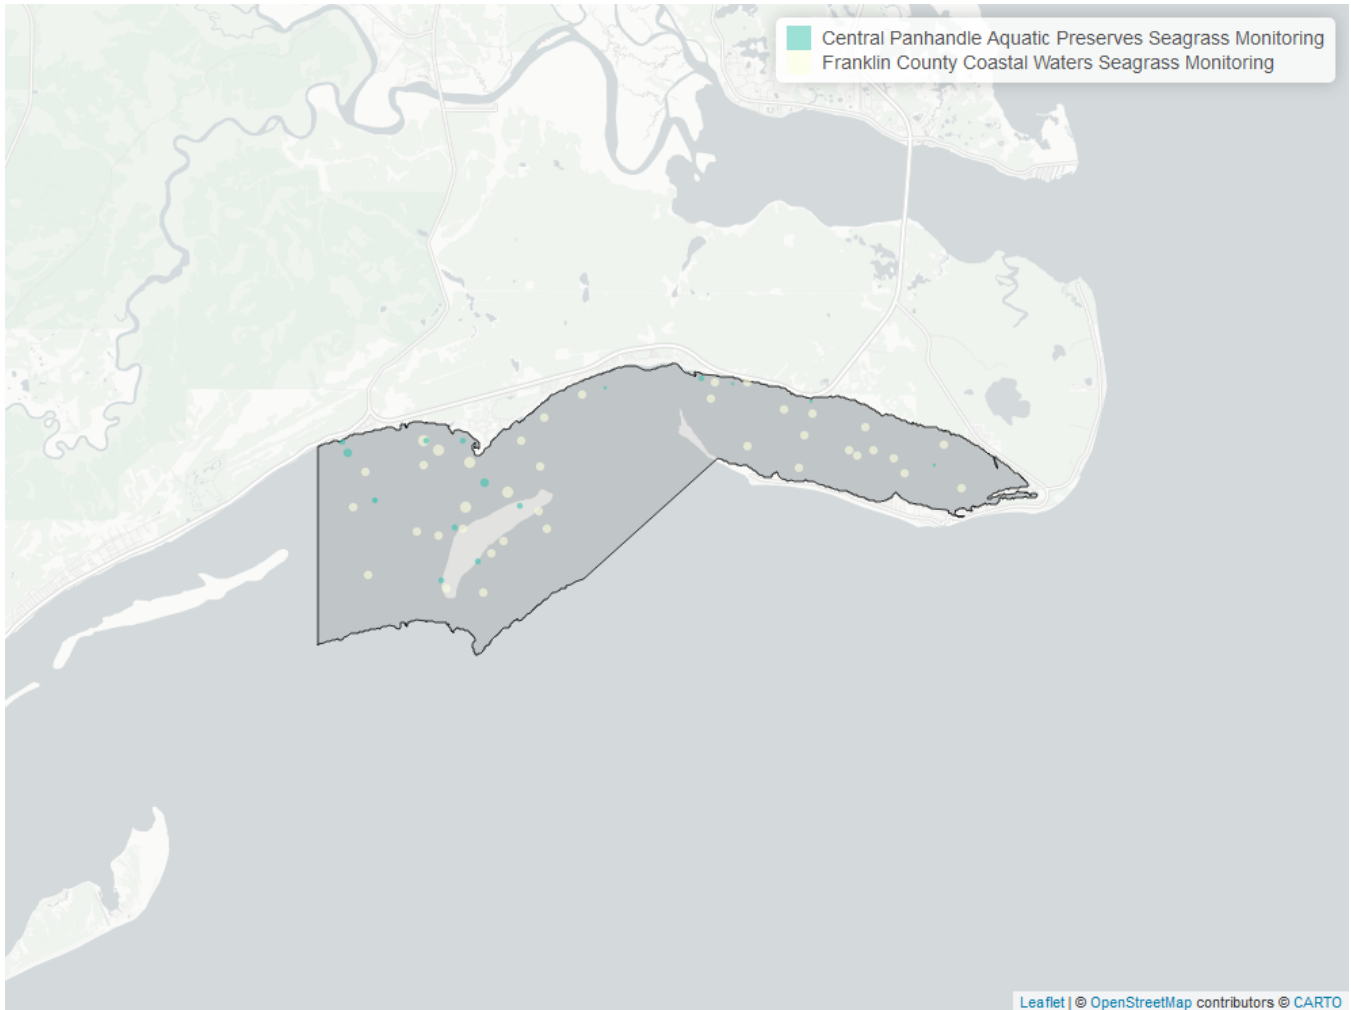 Central Panhandle Aquatic Preserves Seagrass Monitoring
Franklin County Coastal Waters Seagrass Monitoring
Leaflet | © OpenStreetMap contributors © CARTO